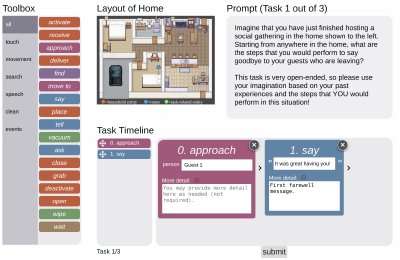 Toolbox
all
touch
movement
search
speech
clean
events
activate
receive
approach
deliver
find
move to
say
place
tell
vacuum
ask
close
grab
deactivate
open
wipe
wait
Layout of Home
=household entity
=room
=task-related entity
Prompt (Task 1 out of 3)
Imagine that you have just finished hosting a
social gathering in the home shown to the left.
Starting from anywhere in the home, what are
the steps that you would perform to say
goodbye to your guests who are leaving?
This task is very open-ended, so please use
your imagination based on your past
experiences and the steps that YOU would
perform in this situation!
Task Timeline
0. approach
1. say
0. approach
person Guest 1
More detail:
You may provide more detail
here as needed (not
required).
1. say
" It was great having you! "
More detail:
First farewell
message.
Task 1/3
submit